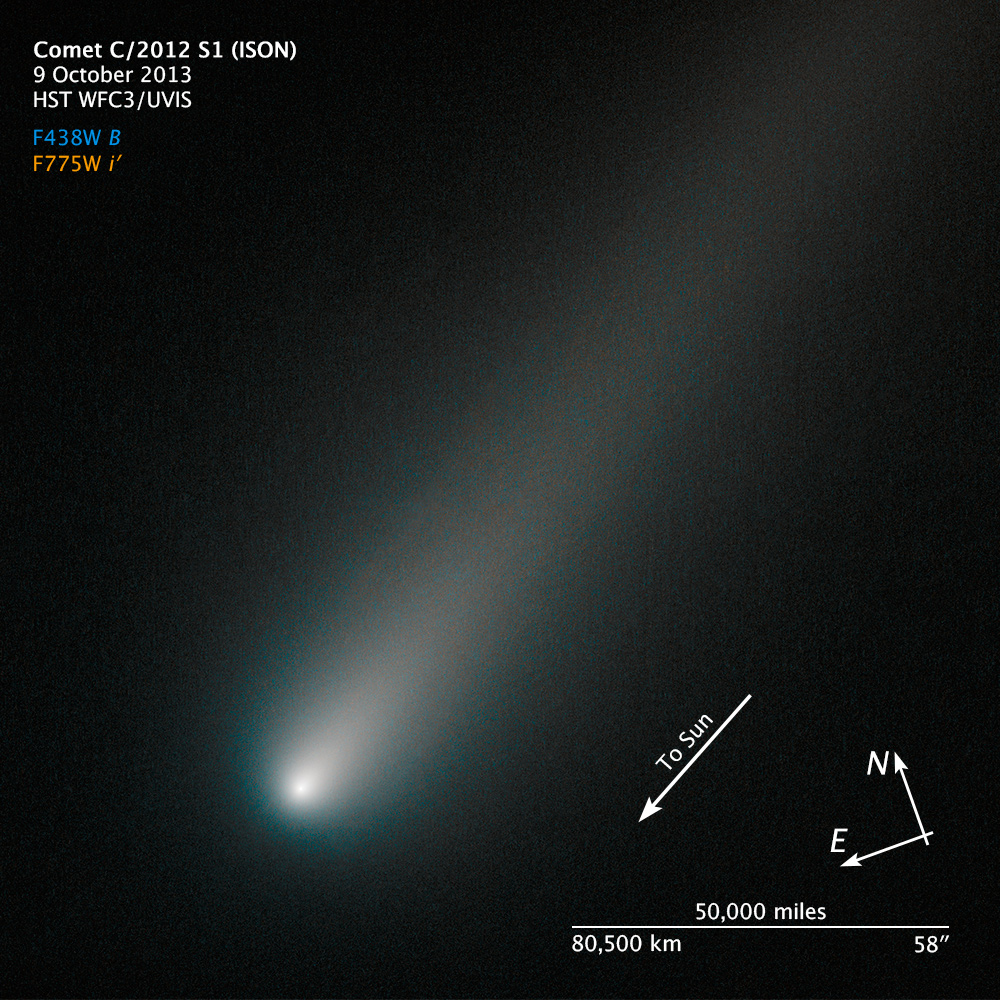 Comet C/2012 S1 (ISON)
9 October 2013
HST WFC3/UVIS
F438W B
F775W i′
To Sun
N
E
50,000 miles
80,500 km 58″